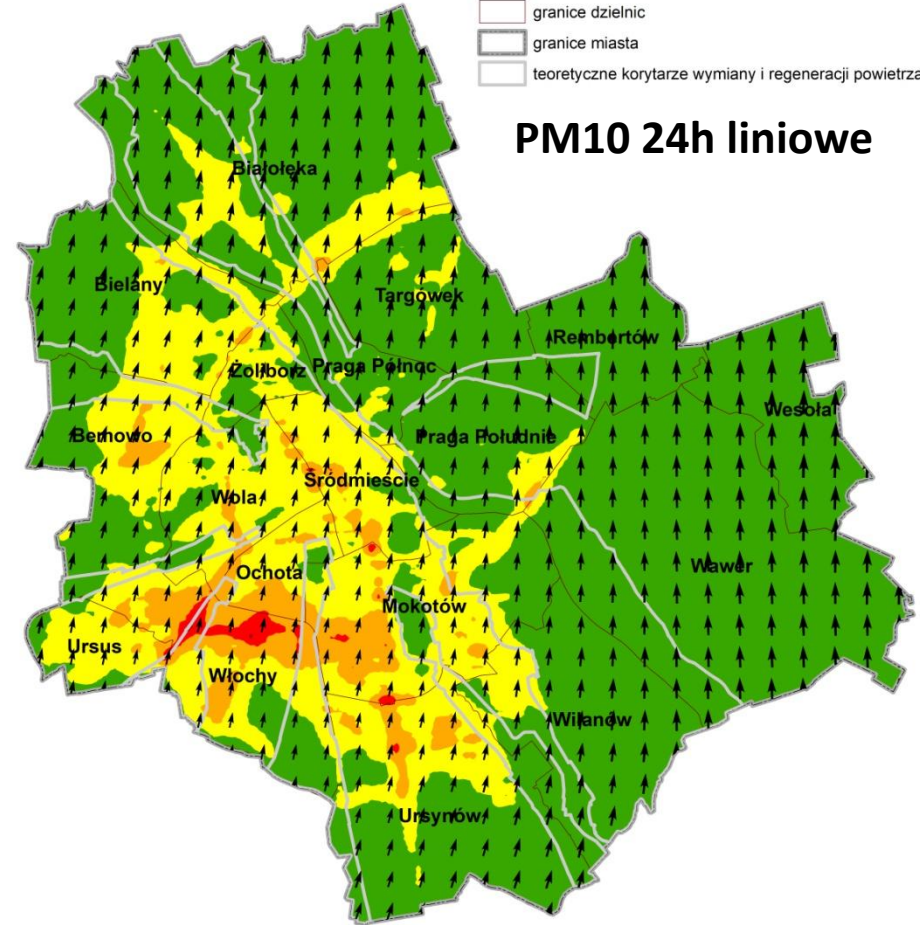 granice dzielnic
granice miasta
teoretyczne korytarze wymiany i regeneracji powietrza
PM10 24h liniowe
Białołęka
Bielany
Targówek
Rembertów
Żoliborz
Praga Północ
Wesoła
Bemowo
Praga Południe
Śródmieście
Wola
Wawer
Ochota
Mokotów
Ursus
Włochy
Wilanów
Ursynów